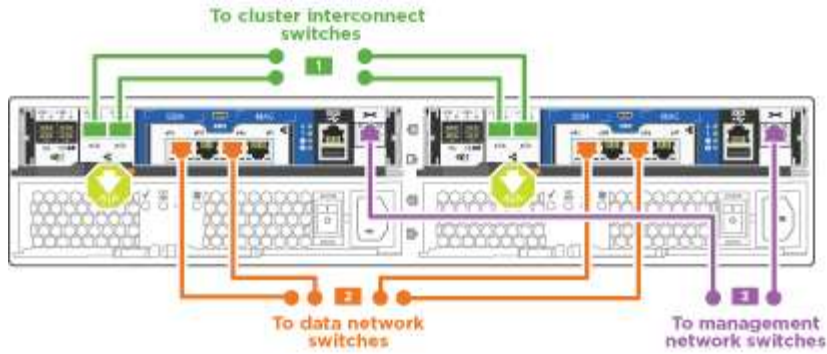 To cluster interconnect
switches
1
2
3
To data network
switches
To management
network switches